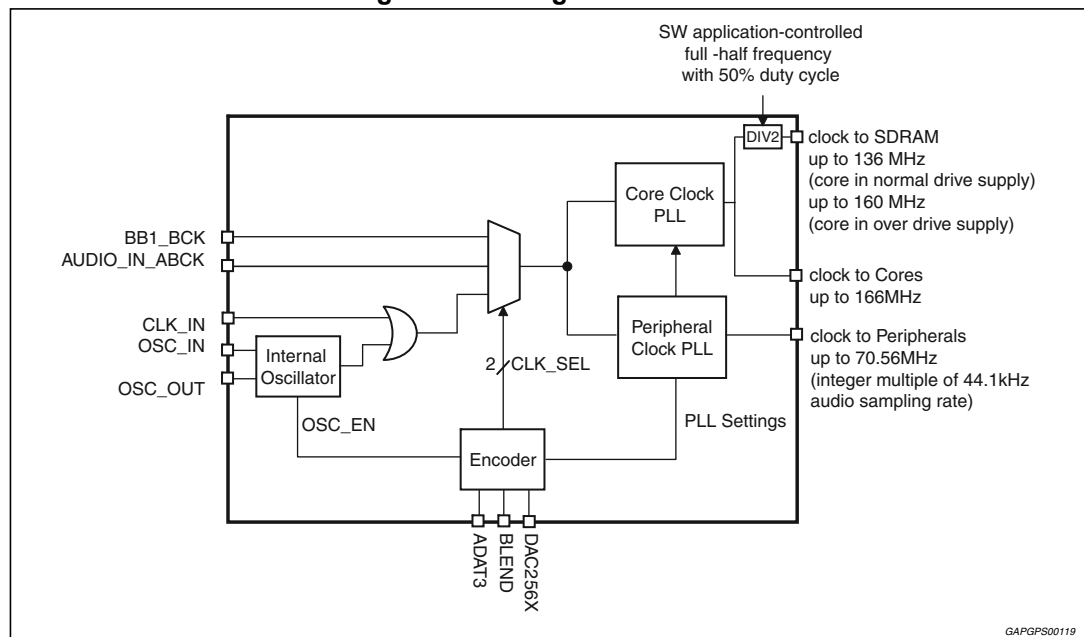 SW application-controlled
full -half frequency
with 50% duty cycle
DIV2
clock to SDRAM
up to 136 MHz
(core in normal drive supply)
up to 160 MHz
(core in over drive supply)
Core Clock
PLL
BB1_BCK
AUDIO_IN_ABCK
clock to Cores
up to 166MHz
CLK_IN
OSC_IN
OSC_OUT
Internal
Oscillator
Peripheral
Clock PLL
clock to Peripherals
up to 70.56MHz
(integer multiple of 44.1kHz
audio sampling rate)
2
CLK_SEL
OSC_EN
PLL Settings
Encoder
ADAT3
BLEND
DAC256X
GAPGPS00119